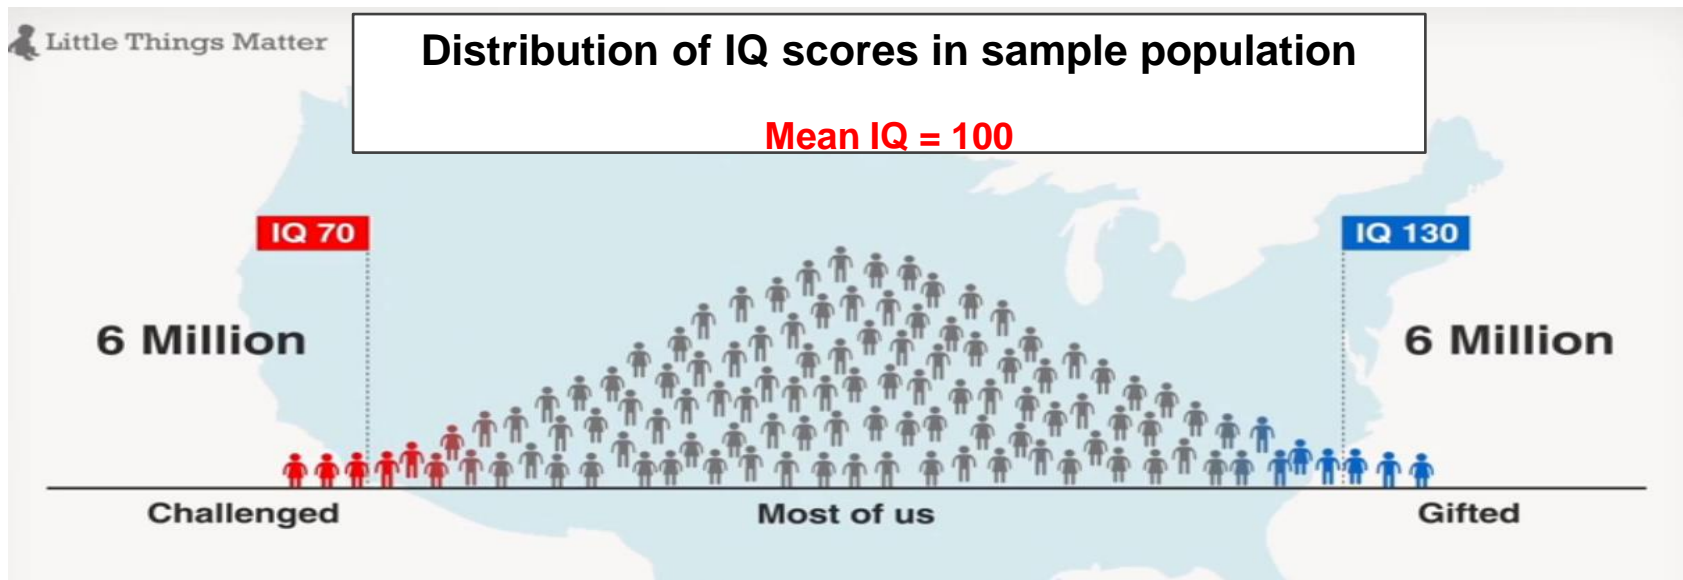 Little Things Matter
Distribution of IQ scores in sample population
Mean IQ = 100
IQ 70
IQ 130
6 Million
6 Million
Challenged
Most of us
Gifted